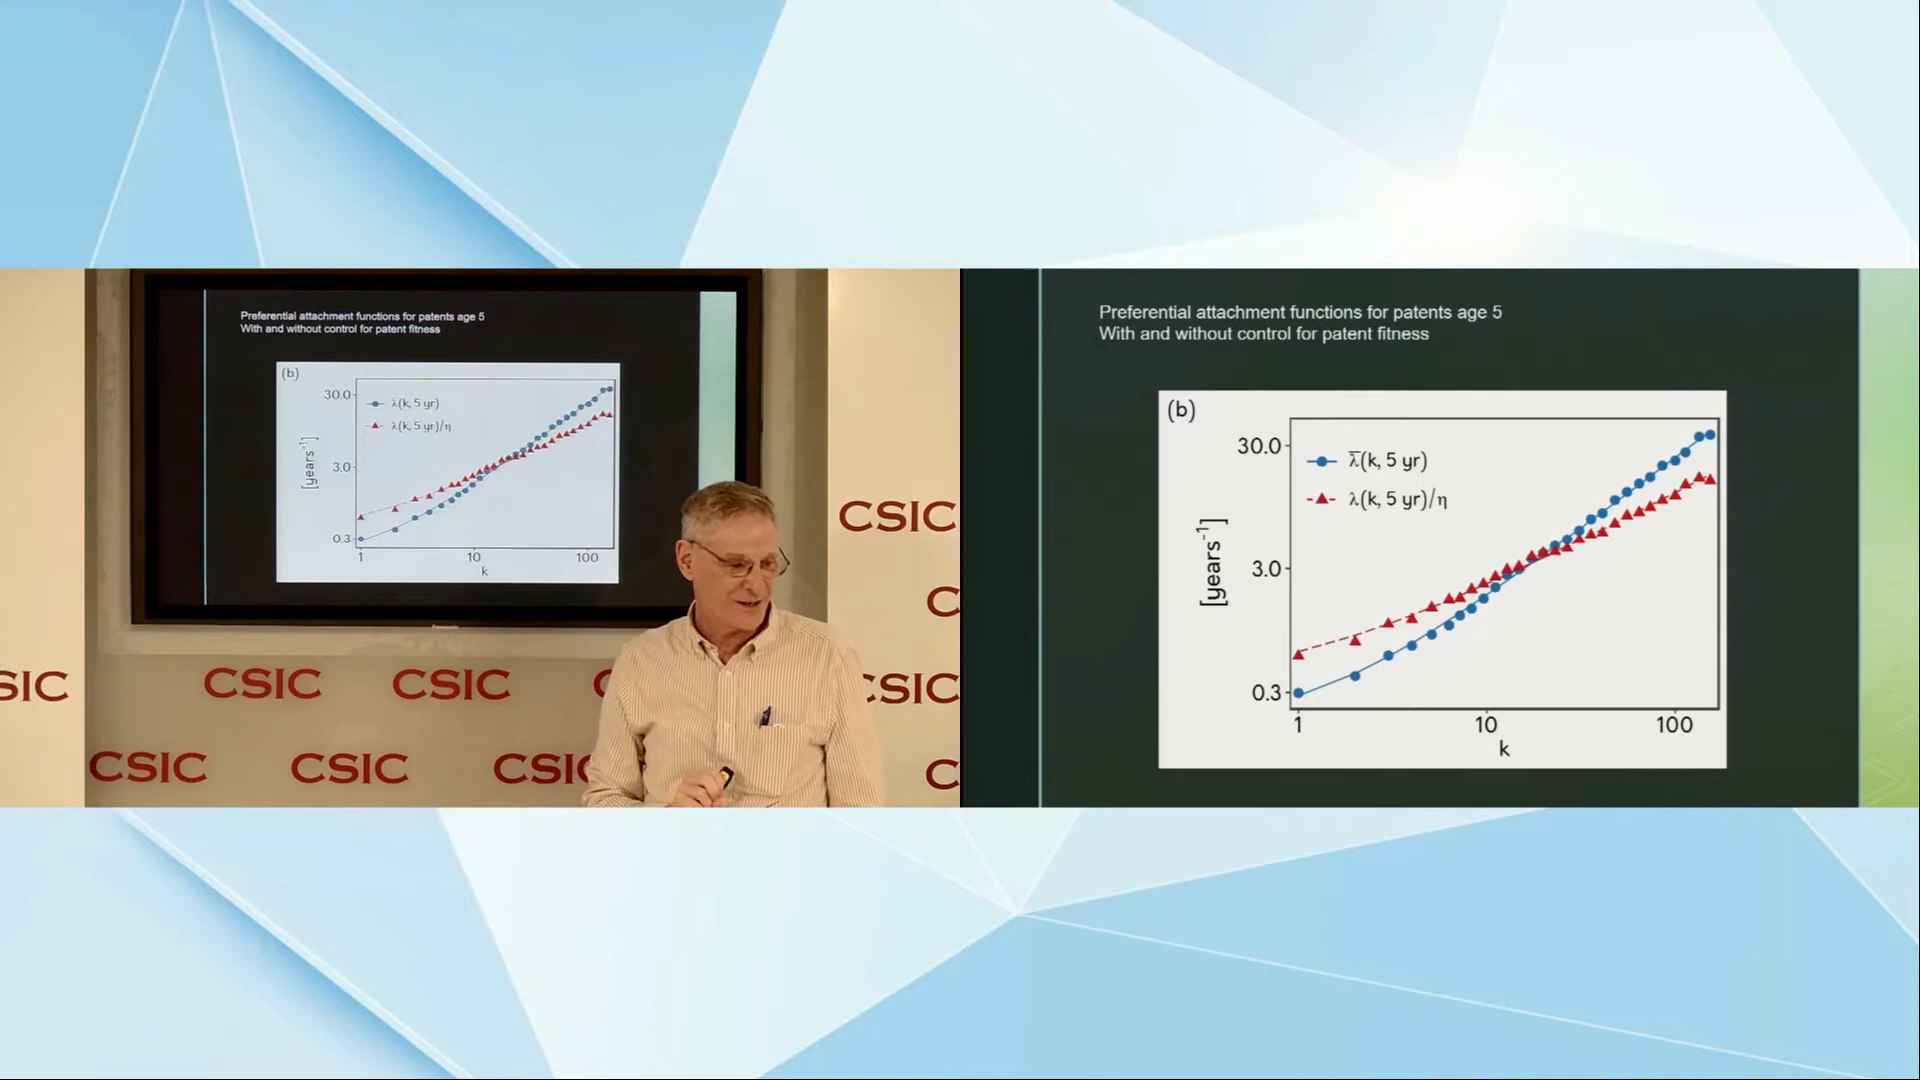 Preferential attachment functions for patents age 5
With and without control for patent fitness
(b)
30.0
3.0
0.3
[years⁻¹]
λ̅(k, 5 yr)
λ(k, 5 yr)/η
1
10
100
k
Panasonic
CSIC
C
SIC
CSIC
CSIC
C
CSIC
CSIC
CSIC
CSIC
C
Preferential attachment functions for patents age 5
With and without control for patent fitness
(b)
30.0
3.0
0.3
[years⁻¹]
λ̅(k, 5 yr)
λ(k, 5 yr)/η
1
10
100
k